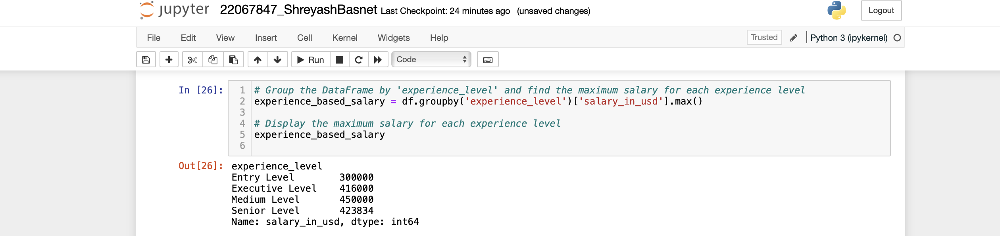 jupyter 22067847_ShreyashBasnet Last Checkpoint: 24 minutes ago (unsaved changes) Logout
File Edit View Insert Cell Kernel Widgets Help Trusted Python 3 (ipykernel)
Run Code
In [26]: 1 # Group the DataFrame by 'experience_level' and find the maximum salary for each experience level
2 experience_based_salary = df.groupby('experience_level')['salary_in_usd'].max()
3
4 # Display the maximum salary for each experience level
5 experience_based_salary
6
Out[26]: experience_level
Entry Level 300000
Executive Level 416000
Medium Level 450000
Senior Level 423834
Name: salary_in_usd, dtype: int64